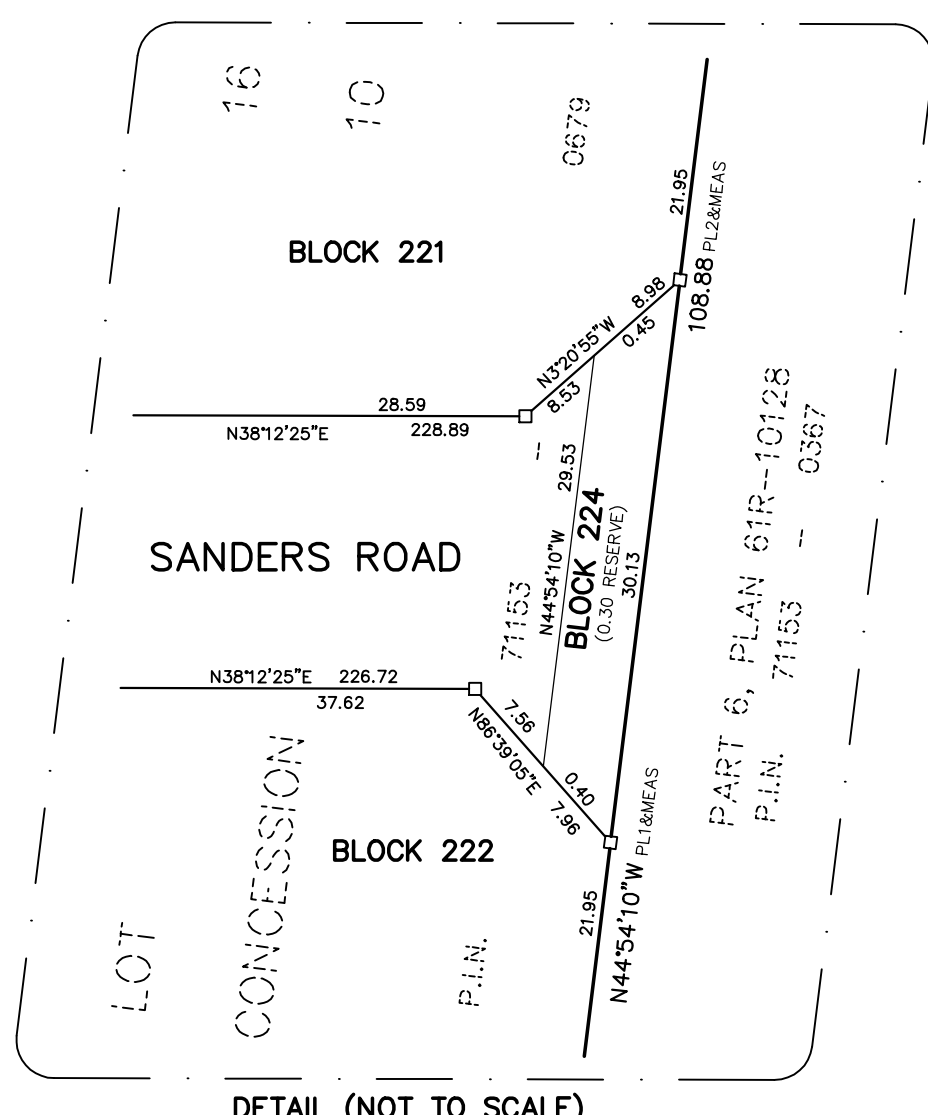 16
10
0679
21.95
BLOCK 221
108.88 PL2&MEAS
8.98
N3°20'55"W
0.45
8.53
28.59
N38°12'25"E
228.89
--
29.53
PART 6, PLAN 61R--10128
0367
--
71153
P.I.N.
SANDERS ROAD
N44°54'10"W
BLOCK 224
(0.30 RESERVE)
30.13
71153
N38°12'25"E 226.72
37.62
7.56
N86°39'05"E
0.40
7.96
CONCESSION
BLOCK 222
N44°54'10"W PL1&MEAS
21.95
LOT
P.I.N.
DETAIL (NOT TO SCALE)